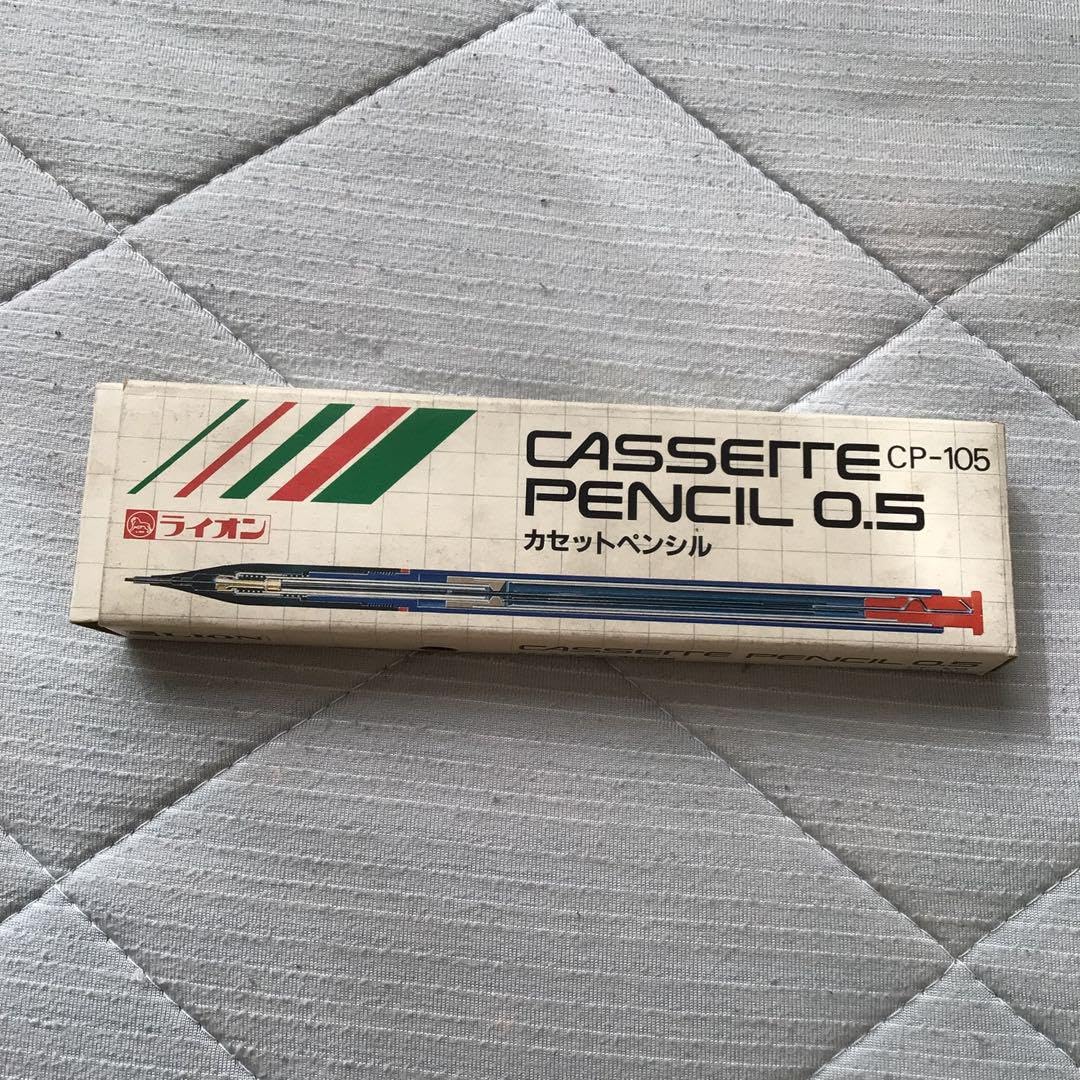 CASSETTE CP-105
PENCIL 0.5
カセットペンシル
ライオン
LION
CASSETTE PENCIL 0.5